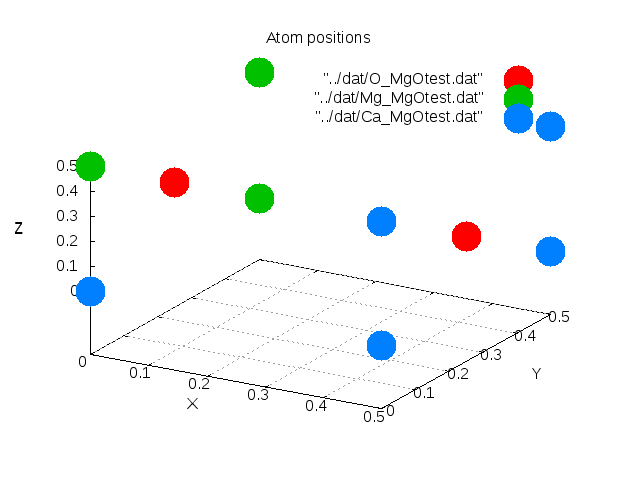 Atom positions
"../dat/O_MgOtest.dat"
"../dat/Mg_MgOtest.dat"
"../dat/Ca_MgOtest.dat"
0.5
0.4
0.3
0.2
0.1
0
Z
0
0.1
0.2
0.3
0.4
0.5
X
0
0.1
0.2
0.3
0.4
0.5
Y